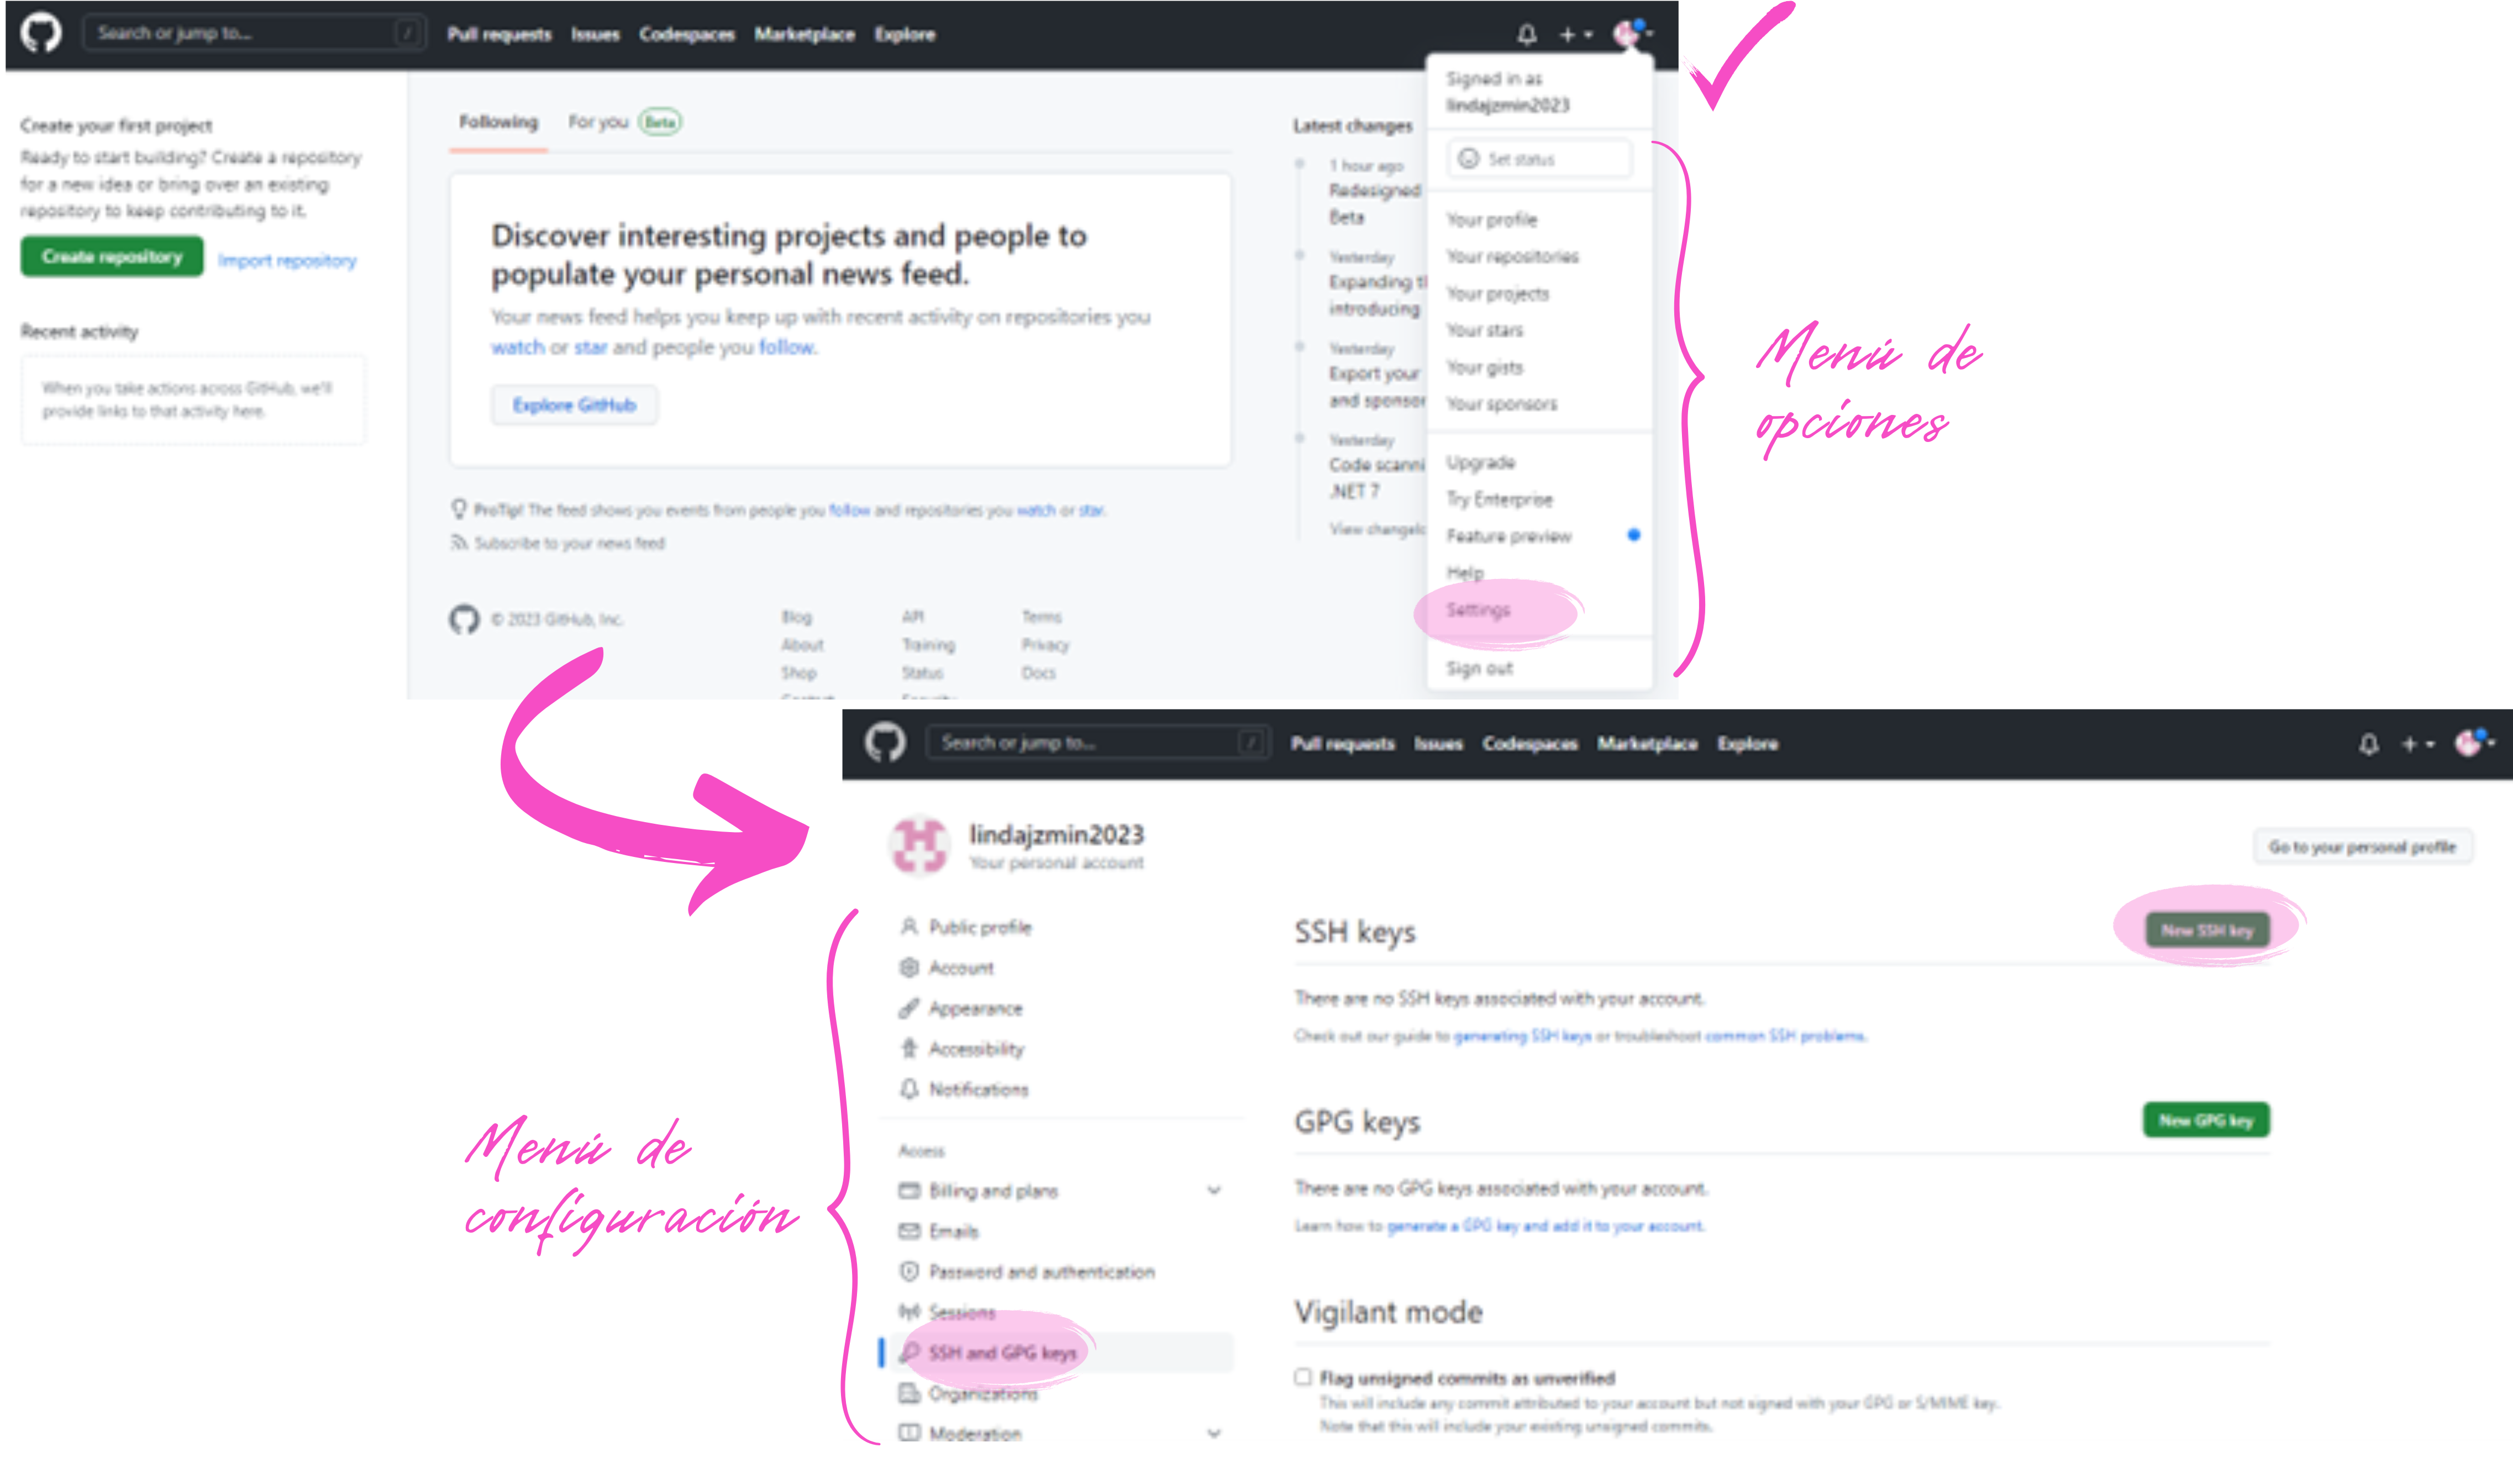 Search or jump to... /
Pull requests Issues Codespaces Marketplace Explore
Create your first project
Ready to start building? Create a repository
for a new idea or bring over an existing
repository to keep contributing to it.
Create repository Import repository
Recent activity
When you take actions across GitHub, we'll
provide links to that activity here.
Following For you Beta
Discover interesting projects and people to
populate your personal news feed.
Your news feed helps you keep up with recent activity on repositories you
watch or star and people you follow.
Explore GitHub
ProTip! The feed shows you events from people you follow and repositories you watch or star.
Subscribe to your news feed
© 2023 GitHub, Inc.
Blog API Terms
About Training Privacy
Shop Status Docs
Contact Security
Latest changes
1 hour ago
Redesigned
Beta
Yesterday
Expanding t
introducing
Yesterday
Export your
and sponsor
Yesterday
Code scanni
.NET 7
View changelo
Signed in as
lindajzmin2023
Set status
Your profile
Your repositories
Your projects
Your stars
Your gists
Your sponsors
Upgrade
Try Enterprise
Feature preview
Help
Settings
Sign out
Menú de
opciones
Search or jump to... /
Pull requests Issues Codespaces Marketplace Explore
lindajzmin2023
Your personal account
Go to your personal profile
Menú de
configuración
Public profile
Account
Appearance
Accessibility
Notifications
Access
Billing and plans
Emails
Password and authentication
Sessions
SSH and GPG keys
Organizations
Moderation
SSH keys
New SSH key
There are no SSH keys associated with your account.
Check out our guide to generating SSH keys or troubleshoot common SSH problems.
GPG keys
New GPG key
There are no GPG keys associated with your account.
Learn how to generate a GPG key and add it to your account.
Vigilant mode
Flag unsigned commits as unverified
This will include any commit attributed to your account but not signed with your GPG or S/MIME key.
Note that this will include your existing unsigned commits.